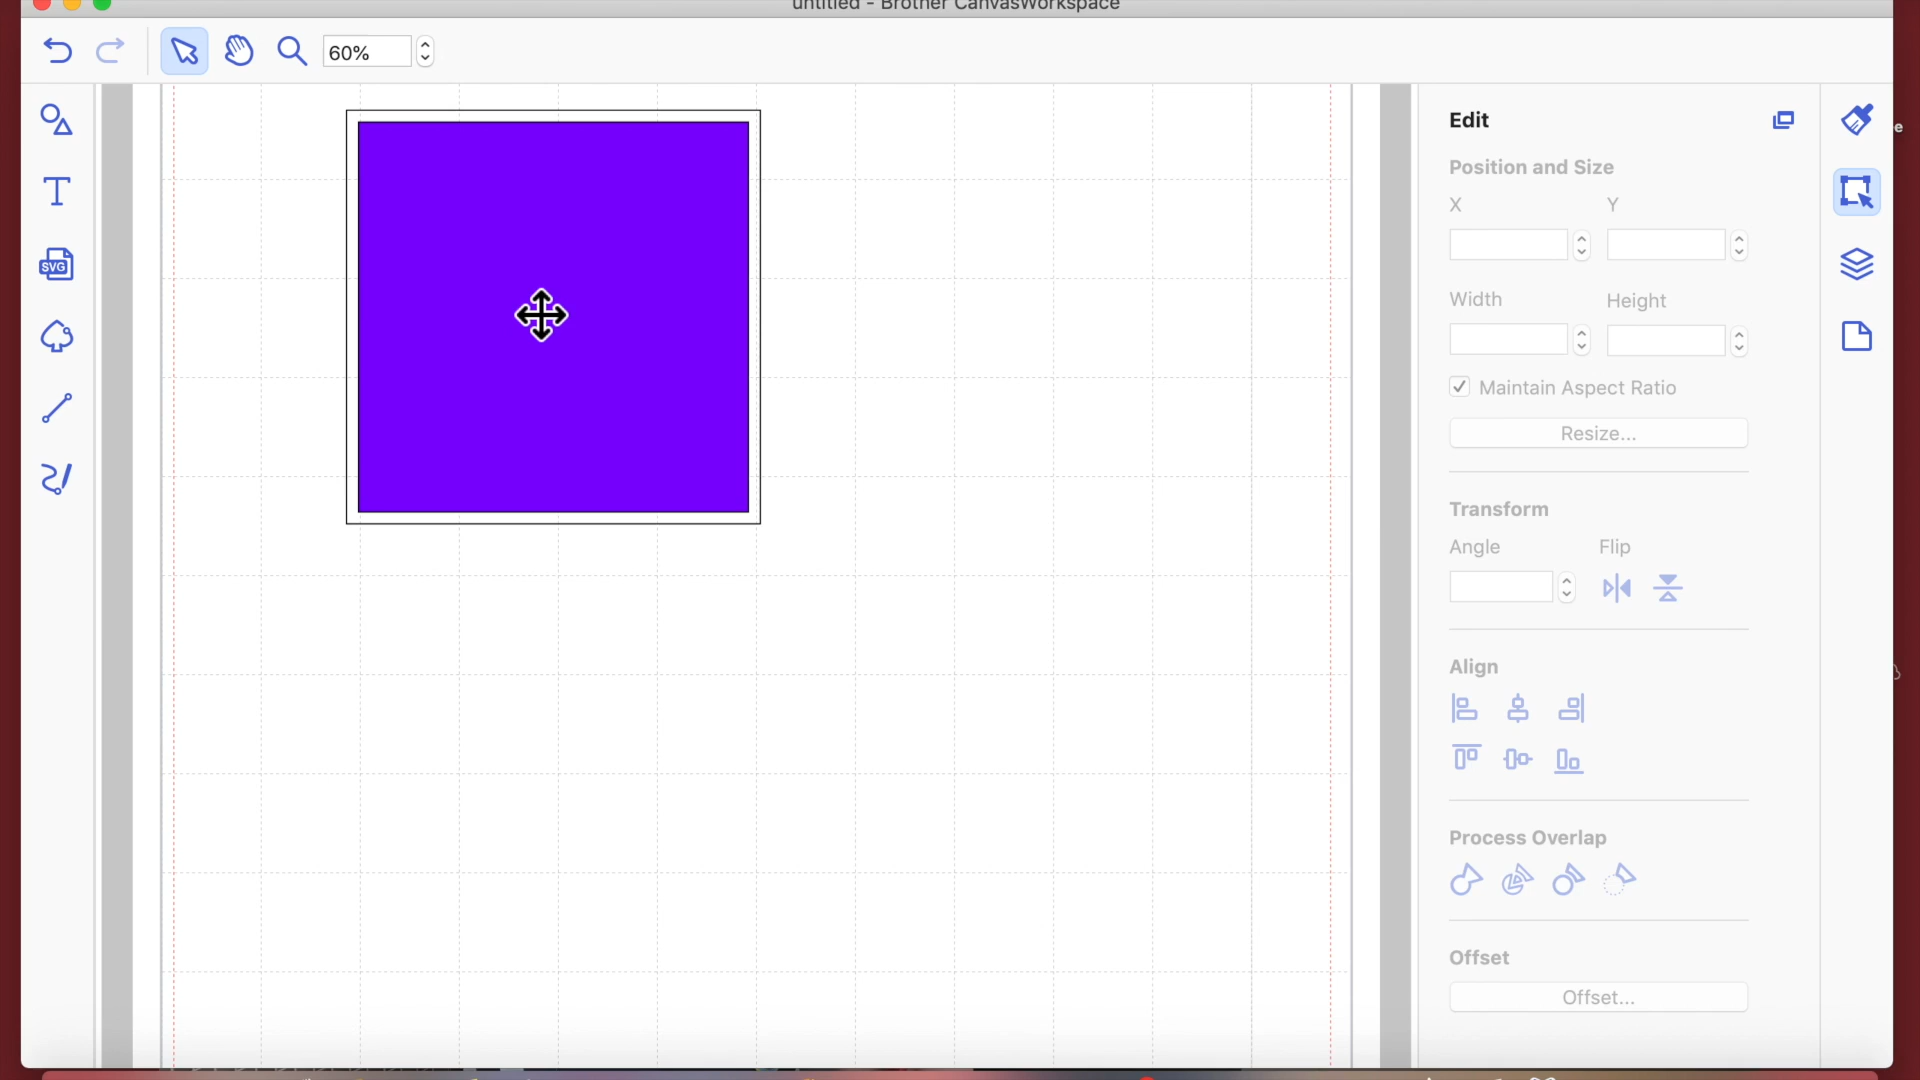 untitled - Brother CanvasWorkspace
60%
T
SVG
Edit
Position and Size
X Y
Width Height
Maintain Aspect Ratio
Resize...
Transform
Angle Flip
Align
Process Overlap
Offset
Offset...
e